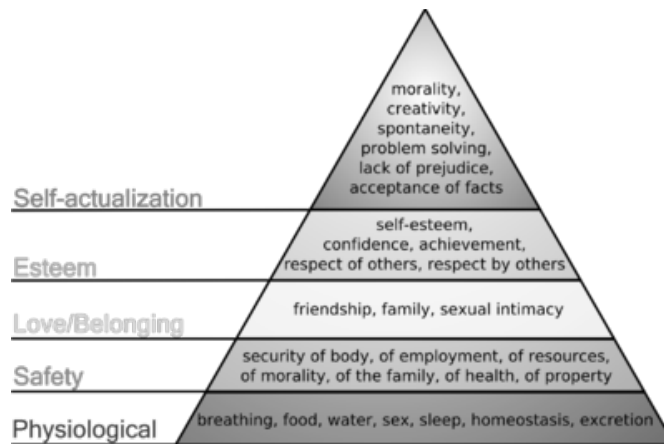 morality,
creativity,
spontaneity,
problem solving,
lack of prejudice,
acceptance of facts
Self-actualization
self-esteem,
confidence, achievement,
respect of others, respect by others
Esteem
friendship, family, sexual intimacy
Love/Belonging
security of body, of employment, of resources,
of morality, of the family, of health, of property
Safety
breathing, food, water, sex, sleep, homeostasis, excretion
Physiological